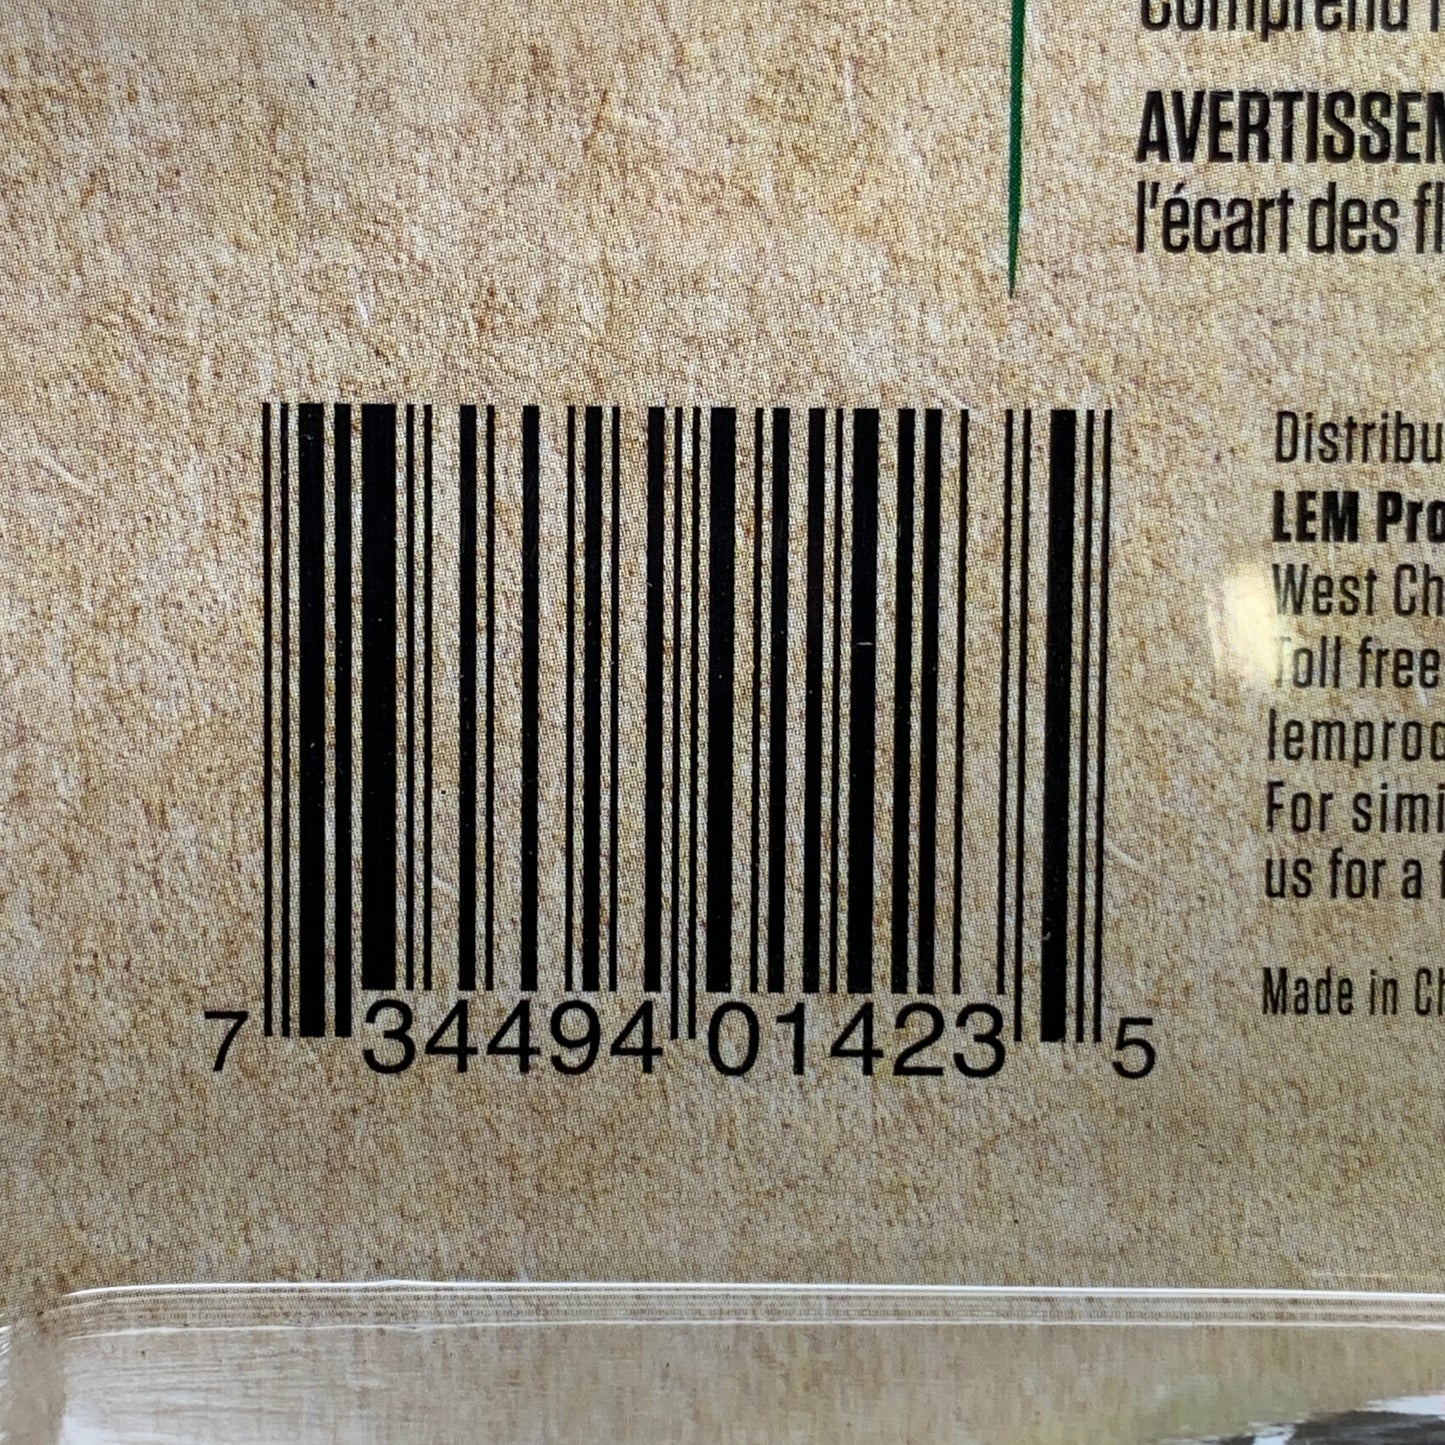 AVERTISSEM
l'écart des
Distribu
LEM Pro
West Ch
Toll free
lemproc
For simi
us for a
Made in Ch
7 34494 01423 5